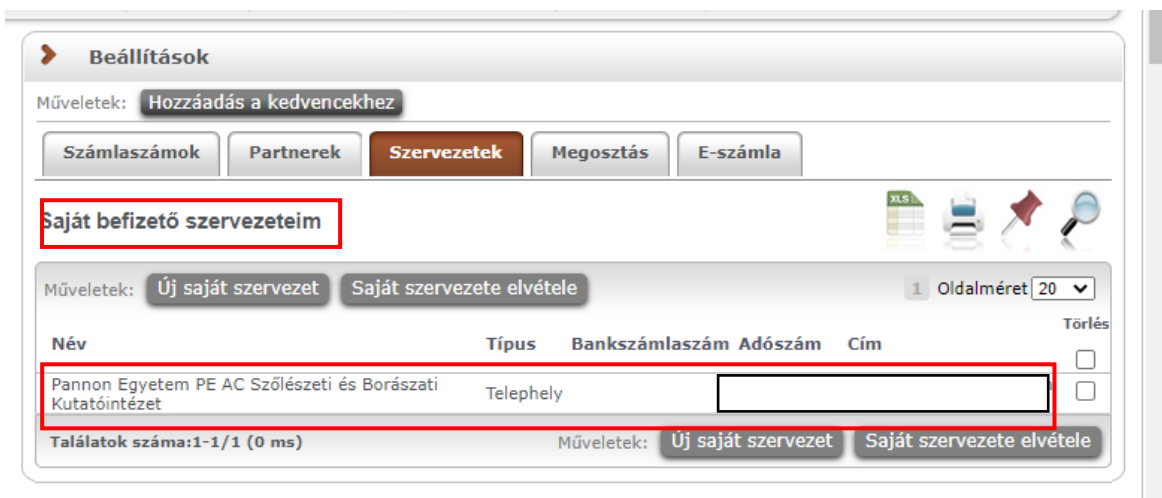 Beállítások
Műveletek: Hozzáadás a kedvencekhez
Számlaszámok Partnerek Szervezetek Megosztás E-számla
Saját befizető szervezeteim
XLS
Műveletek: Új saját szervezet Saját szervezete elvétele 1 Oldalméret 20
Törlés
Név Típus Bankszámlaszám Adószám Cím
Pannon Egyetem PE AC Szőlészeti és Borászati
Kutatóintézet
Telephely
Találatok száma:1-1/1 (0 ms) Műveletek: Új saját szervezet Saját szervezete elvétele